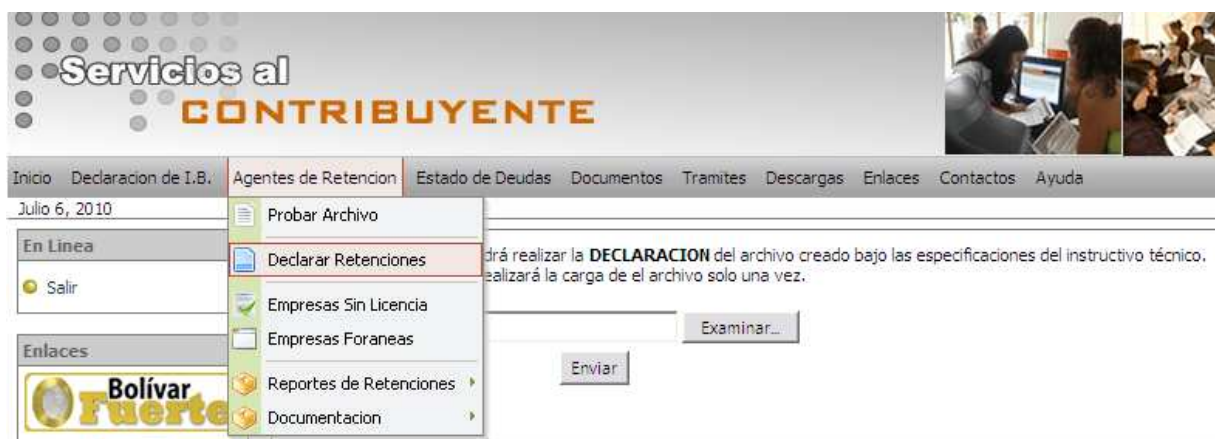 Servicios al
CONTRIBUYENTE
Inicio Declaracion de I.B. Agentes de Retencion Estado de Deudas Documentos Tramites Descargas Enlaces Contactos Ayuda
Julio 6, 2010
Probar Archivo
En Linea
Declarar Retenciones
drá realizar la DECLARACION del archivo creado bajo las especificaciones del instructivo técnico.
ealizará la carga de el archivo solo una vez.
Salir
Empresas Sin Licencia
Examinar...
Empresas Foraneas
Enlaces
Enviar
Reportes de Retenciones
Bolívar
Fuerte
Documentacion